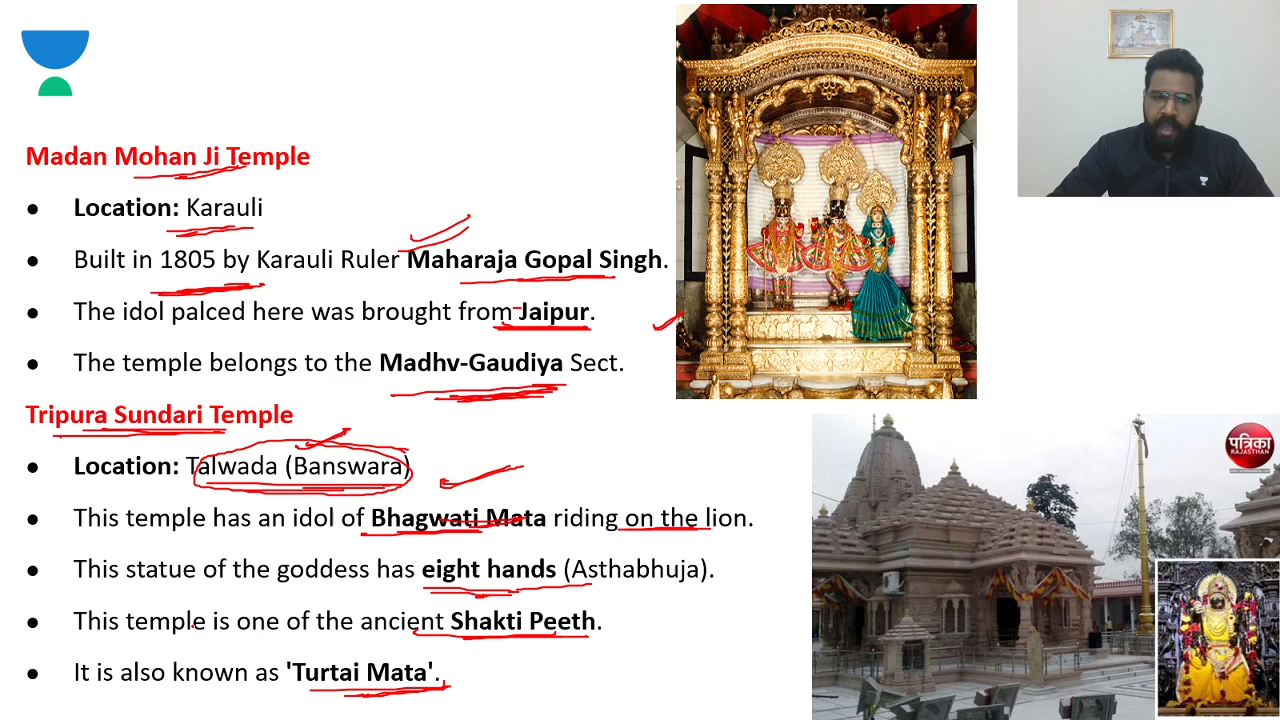 Madan Mohan Ji Temple
● Location: Karauli
● Built in 1805 by Karauli Ruler Maharaja Gopal Singh.
● The idol palced here was brought from Jaipur.
● The temple belongs to the Madhv-Gaudiya Sect.
Tripura Sundari Temple
● Location: Talwada (Banswara)
● This temple has an idol of Bhagwati Mata riding on the lion.
● This statue of the goddess has eight hands (Asthabhuja).
● This temple is one of the ancient Shakti Peeth.
● It is also known as 'Turtai Mata'.
पत्रिका
RAJASTHAN